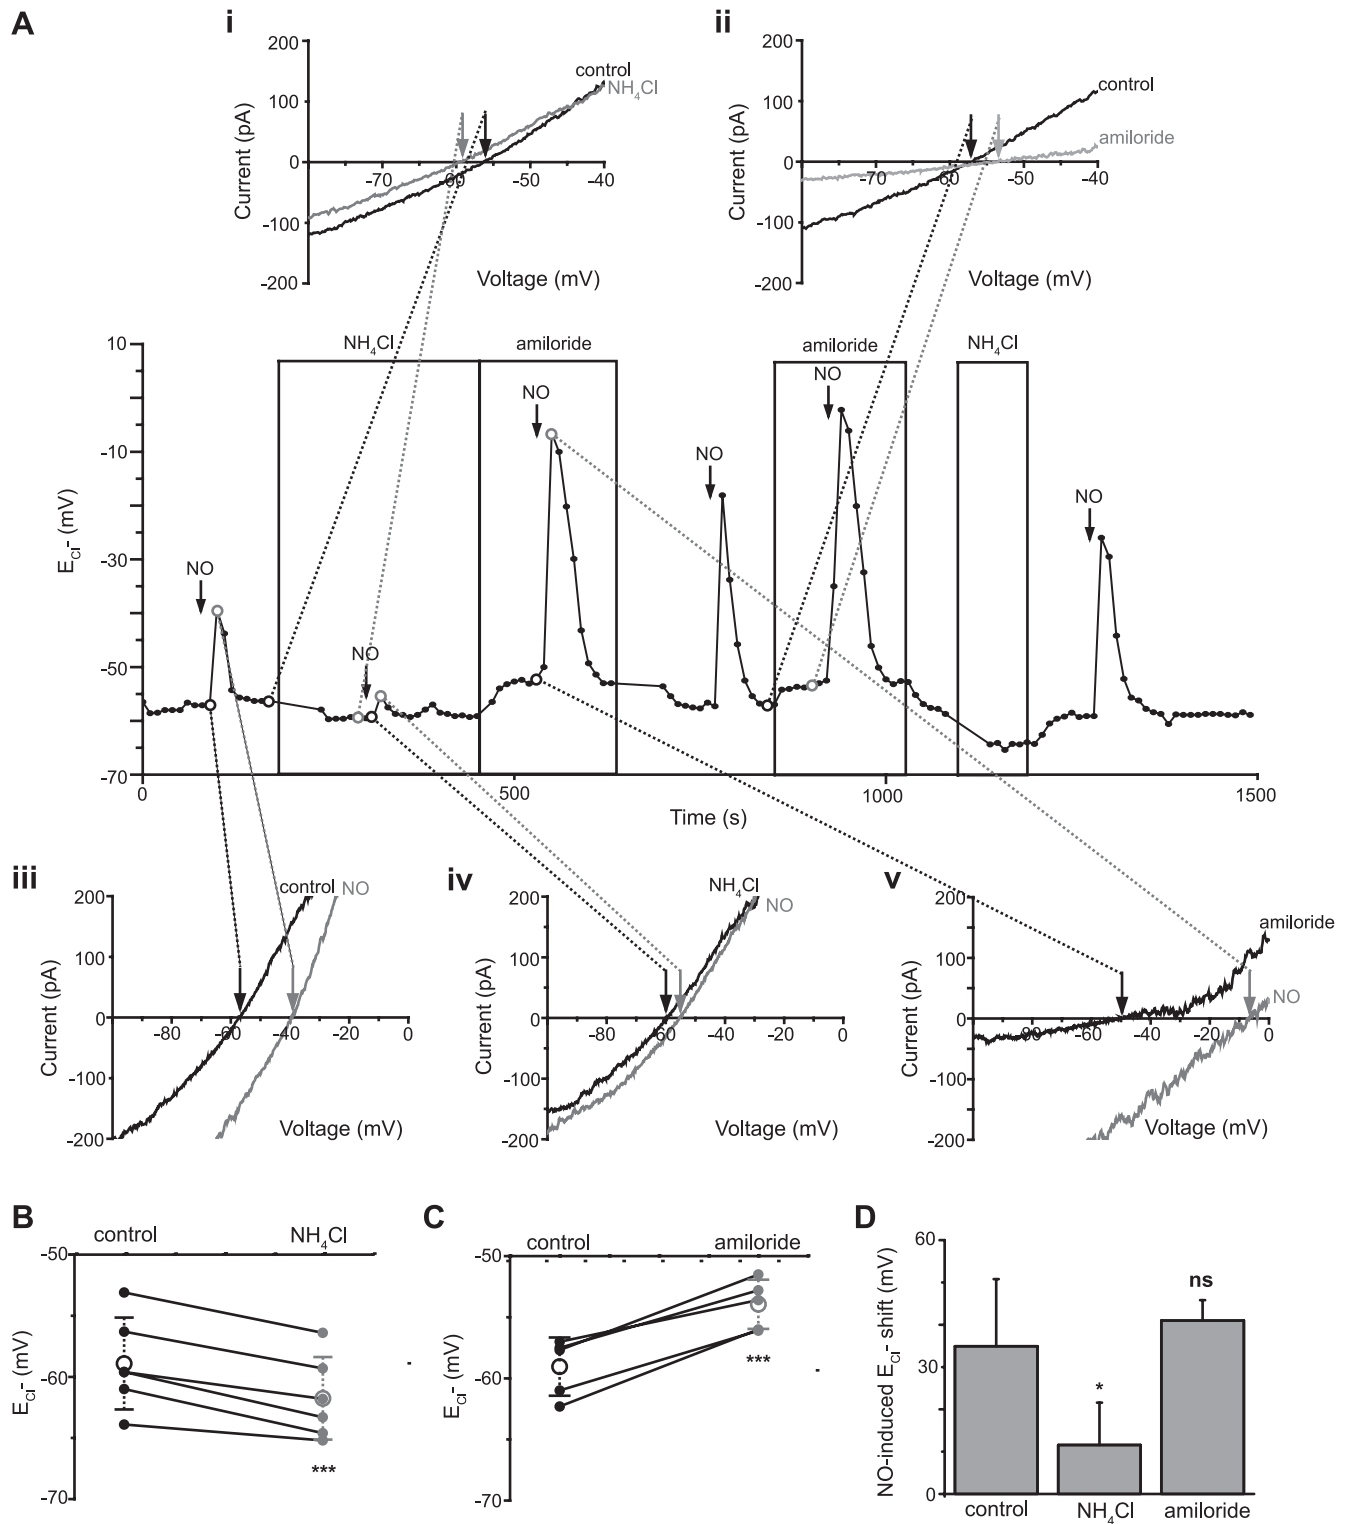 A
i
200
100
0
-100
-200
Current (pA)
-70
-60
-50
-40
Voltage (mV)
control
NH4Cl
ii
200
100
0
-100
-200
Current (pA)
-70
-60
-50
-40
Voltage (mV)
control
amiloride
NH4Cl
amiloride
amiloride
NH4Cl
10
-10
-30
-50
-70
ECl- (mV)
NO
NO
NO
NO
NO
NO
0
500
1000
1500
Time (s)
iii
200
100
0
-100
-200
Current (pA)
-80
-60
-40
-20
0
Voltage (mV)
control
NO
iv
200
100
0
-100
-200
Current (pA)
-80
-60
-40
-20
0
Voltage (mV)
NH4Cl
NO
v
200
100
0
-100
-200
Current (pA)
-80
-60
-40
-20
0
Voltage (mV)
amiloride
NO
B
control
NH4Cl
-50
-60
-70
ECl- (mV)
***
C
control
amiloride
-50
-60
-70
ECl- (mV)
***
D
60
30
0
NO-induced ECl- shift (mV)
*
ns
control
NH4Cl
amiloride